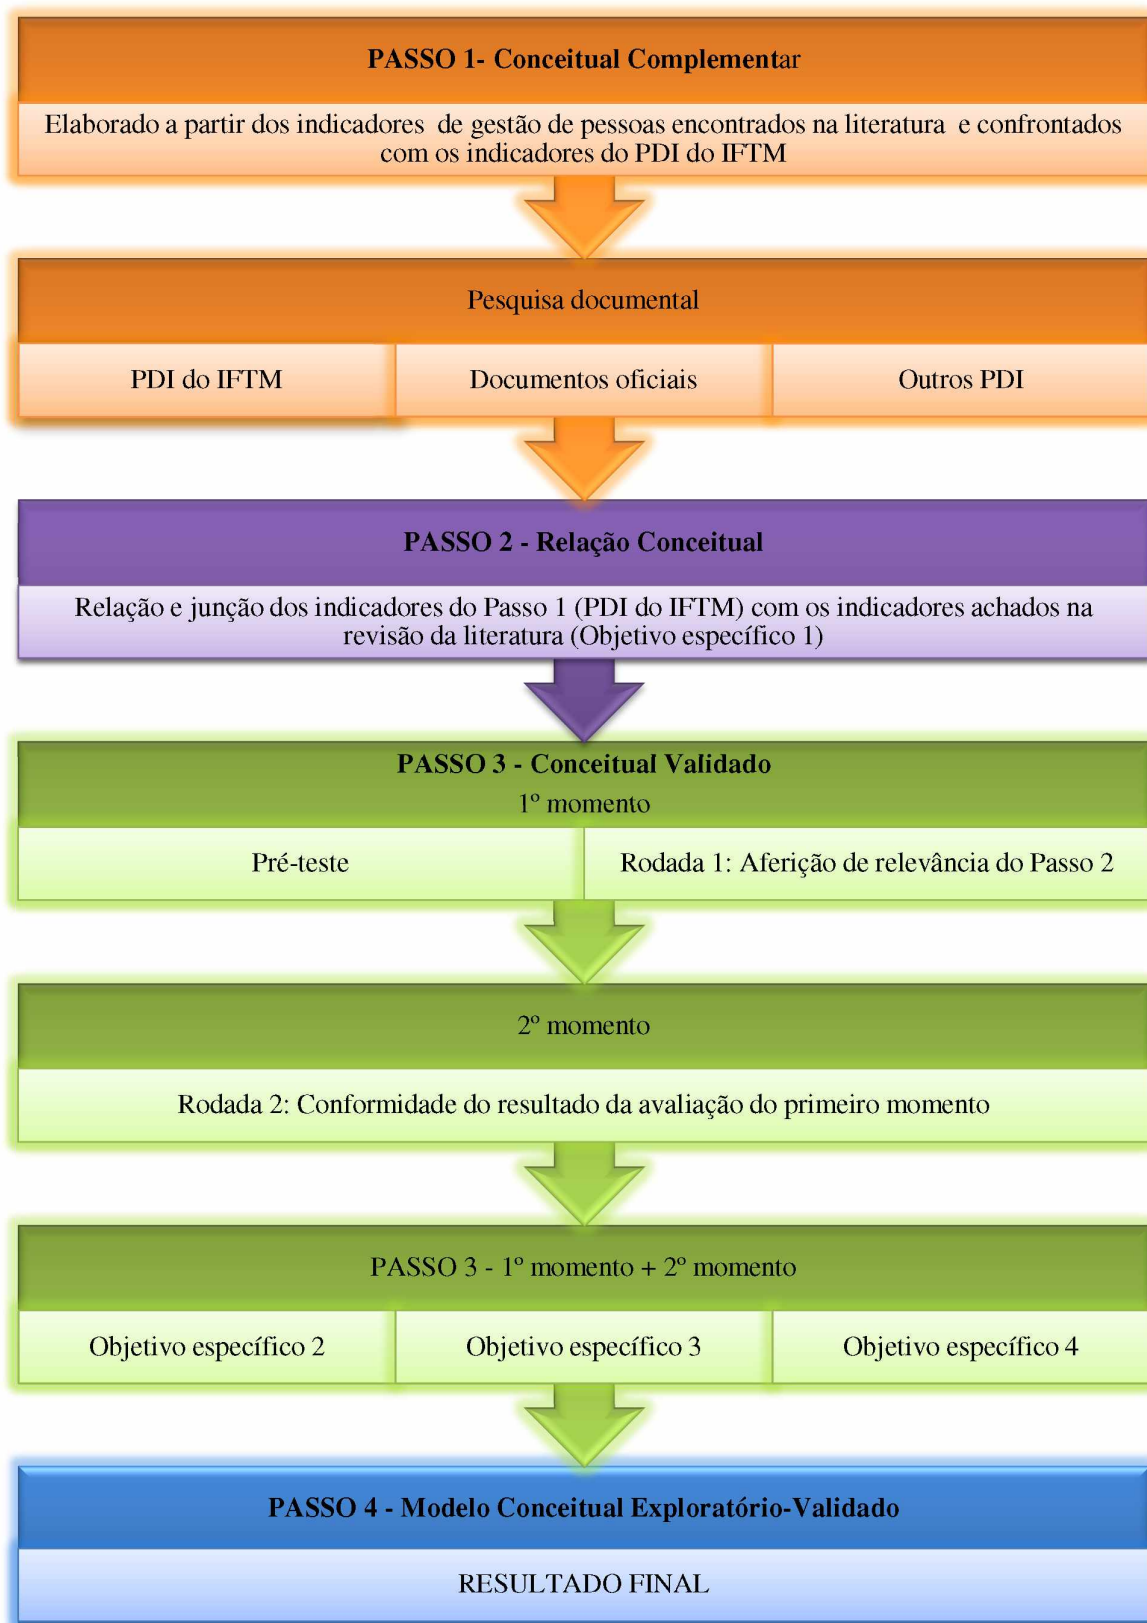 PASSO 1- Conceitual Complementar
Elaborado a partir dos indicadores de gestão de pessoas encontrados na literatura e confrontados
com os indicadores do PDI do IFTM
Pesquisa documental
PDI do IFTM
Documentos oficiais
Outros PDI
PASSO 2 - Relação Conceitual
Relação e junção dos indicadores do Passo 1 (PDI do IFTM) com os indicadores achados na
revisão da literatura (Objetivo específico 1)
PASSO 3 - Conceitual Validado
1º momento
Pré-teste
Rodada 1: Aferição de relevância do Passo 2
2º momento
Rodada 2: Conformidade do resultado da avaliação do primeiro momento
PASSO 3 - 1º momento + 2º momento
Objetivo específico 2
Objetivo específico 3
Objetivo específico 4
PASSO 4 - Modelo Conceitual Exploratório-Validado
RESULTADO FINAL